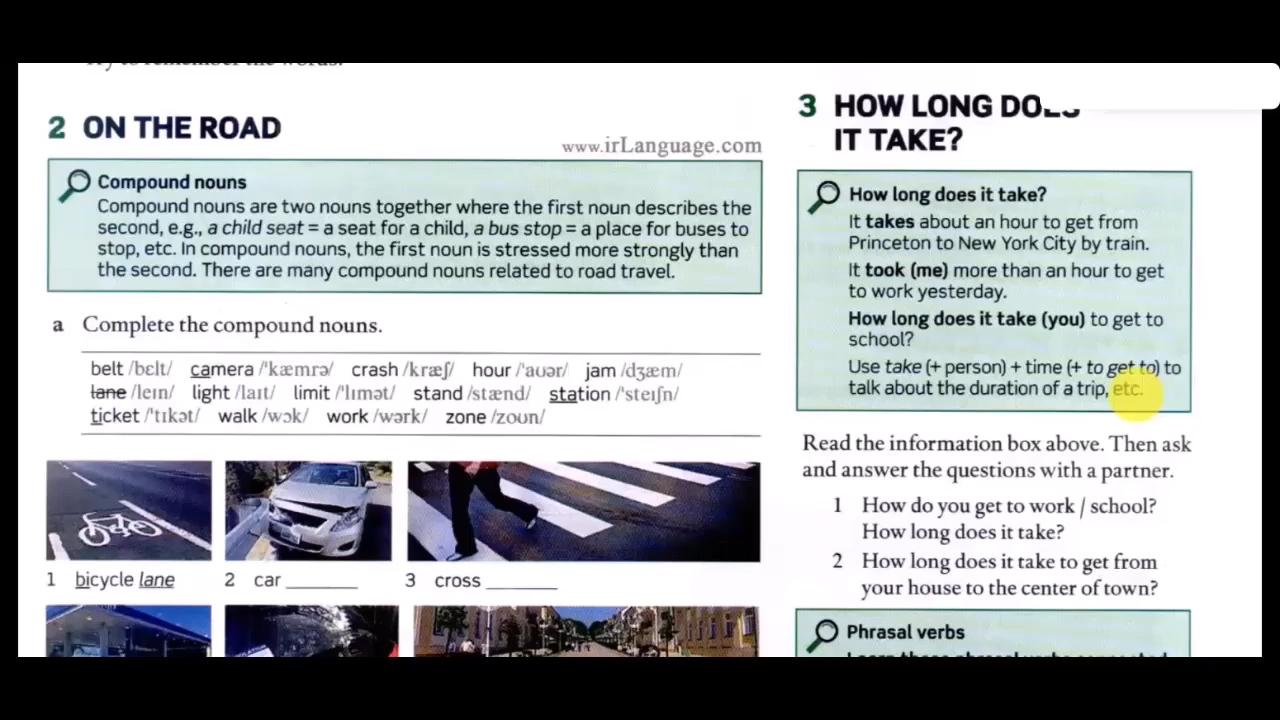 2 ON THE ROAD
www.irLanguage.com
Compound nouns
Compound nouns are two nouns together where the first noun describes the
second, e.g., a child seat = a seat for a child, a bus stop = a place for buses to
stop, etc. In compound nouns, the first noun is stressed more strongly than
the second. There are many compound nouns related to road travel.
a Complete the compound nouns.
belt /bɛlt/ camera /ˈkæmrə/ crash /kræʃ/ hour /ˈaʊər/ jam /dʒæm/
lane /leɪn/ light /laɪt/ limit /ˈlɪmət/ stand /stænd/ station /ˈsteɪʃn/
ticket /ˈtɪkət/ walk /wɔk/ work /wərk/ zone /zoʊn/
1 bicycle lane 2 car ________ 3 cross ________
3 HOW LONG DOES
IT TAKE?
How long does it take?
It takes about an hour to get from
Princeton to New York City by train.
It took (me) more than an hour to get
to work yesterday.
How long does it take (you) to get to
school?
Use take (+ person) + time (+ to get to) to
talk about the duration of a trip, etc.
Read the information box above. Then ask
and answer the questions with a partner.
1 How do you get to work / school?
How long does it take?
2 How long does it take to get from
your house to the center of town?
Phrasal verbs